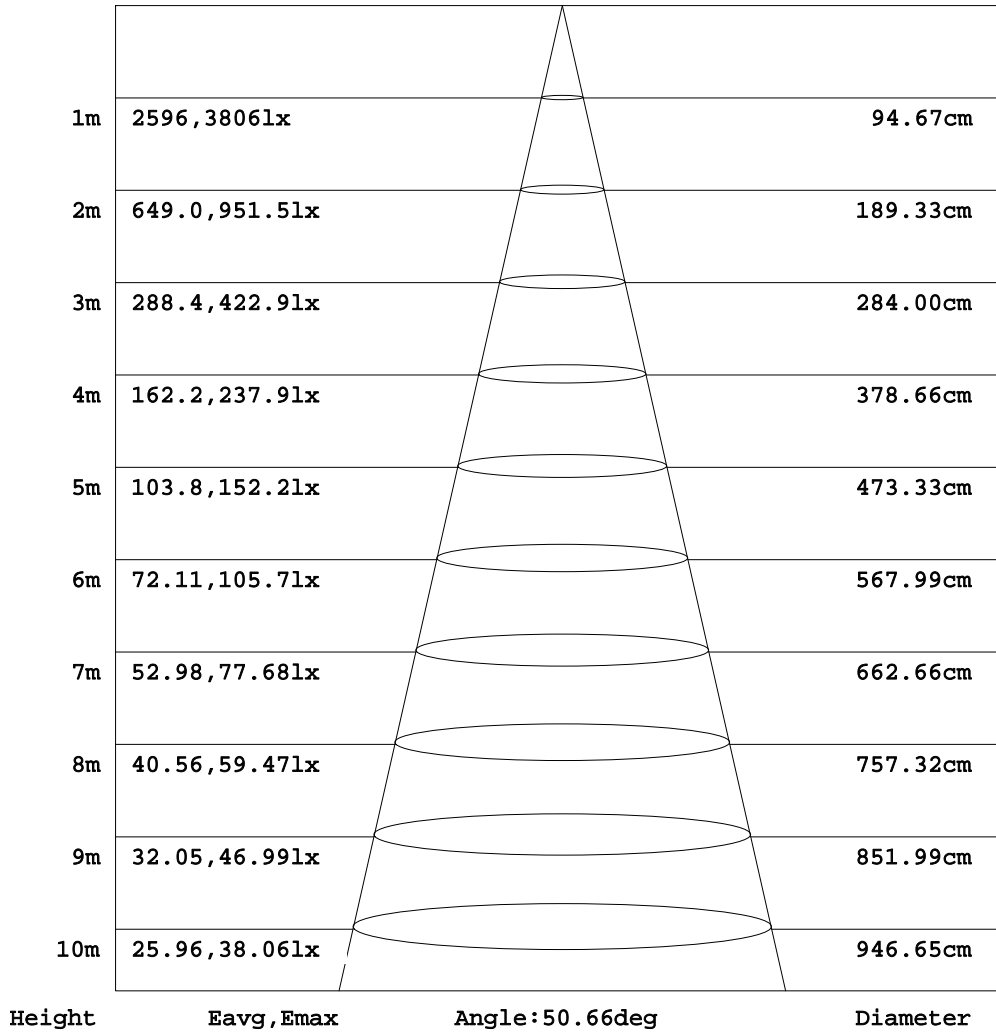 1m 2596,3806lx 94.67cm
2m 649.0,951.5lx 189.33cm
3m 288.4,422.9lx 284.00cm
4m 162.2,237.9lx 378.66cm
5m 103.8,152.2lx 473.33cm
6m 72.11,105.7lx 567.99cm
7m 52.98,77.68lx 662.66cm
8m 40.56,59.47lx 757.32cm
9m 32.05,46.99lx 851.99cm
10m 25.96,38.06lx 946.65cm
Height Eavg,Emax Angle:50.66deg Diameter